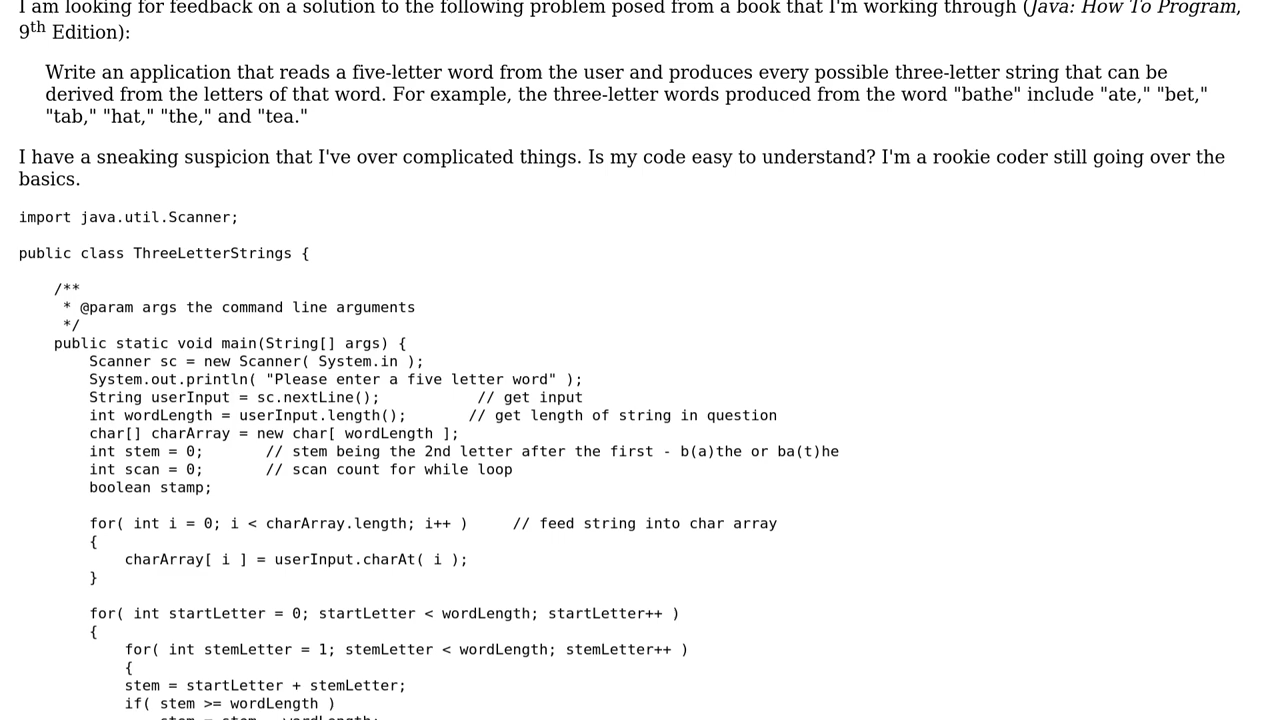 I am looking for feedback on a solution to the following problem posed from a book that I'm working through (Java: How To Program,
9th Edition):
Write an application that reads a five-letter word from the user and produces every possible three-letter string that can be
derived from the letters of that word. For example, the three-letter words produced from the word "bathe" include "ate," "bet,"
"tab," "hat," "the," and "tea."
I have a sneaking suspicion that I've over complicated things. Is my code easy to understand? I'm a rookie coder still going over the
basics.
import java.util.Scanner;
public class ThreeLetterStrings {
/**
* @param args the command line arguments
*/
public static void main(String[] args) {
Scanner sc = new Scanner( System.in );
System.out.println( "Please enter a five letter word" );
String userInput = sc.nextLine();           // get input
int wordLength = userInput.length();       // get length of string in question
char[] charArray = new char[ wordLength ];
int stem = 0;       // stem being the 2nd letter after the first - b(a)the or ba(t)he
int scan = 0;       // scan count for while loop
boolean stamp;
for( int i = 0; i < charArray.length; i++ )     // feed string into char array
{
charArray[ i ] = userInput.charAt( i );
}
for( int startLetter = 0; startLetter < wordLength; startLetter++ )
{
for( int stemLetter = 1; stemLetter < wordLength; stemLetter++ )
{
stem = startLetter + stemLetter;
if( stem >= wordLength )